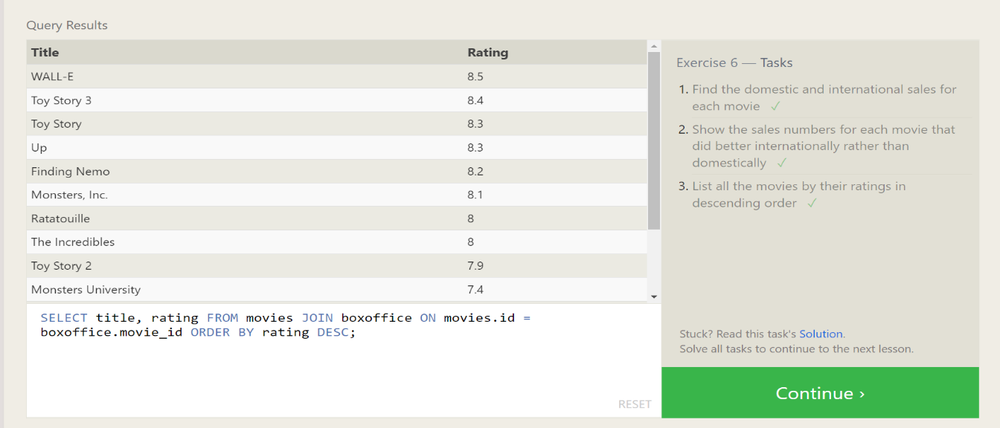 Query Results
Title Rating
WALL-E 8.5
Toy Story 3 8.4
Toy Story 8.3
Up 8.3
Finding Nemo 8.2
Monsters, Inc. 8.1
Ratatouille 8
The Incredibles 8
Toy Story 2 7.9
Monsters University 7.4
SELECT title, rating FROM movies JOIN boxoffice ON movies.id =
boxoffice.movie_id ORDER BY rating DESC;
RESET
Exercise 6 — Tasks
1. Find the domestic and international sales for
each movie ✓
2. Show the sales numbers for each movie that
did better internationally rather than
domestically ✓
3. List all the movies by their ratings in
descending order ✓
Stuck? Read this task's Solution.
Solve all tasks to continue to the next lesson.
Continue ›